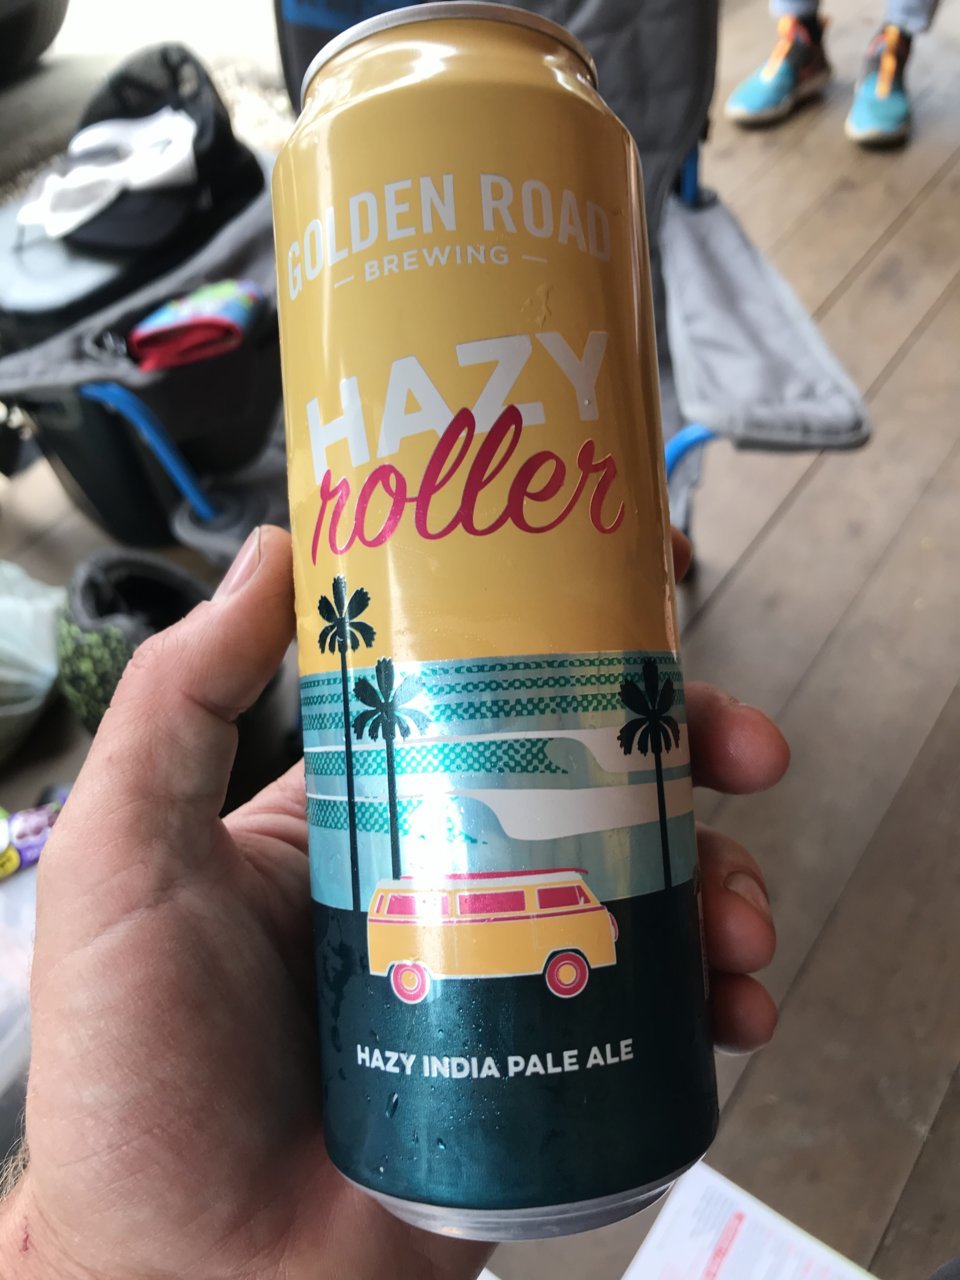 GOLDEN ROAD
BREWING
HAZY
roller
HAZY INDIA PALE ALE